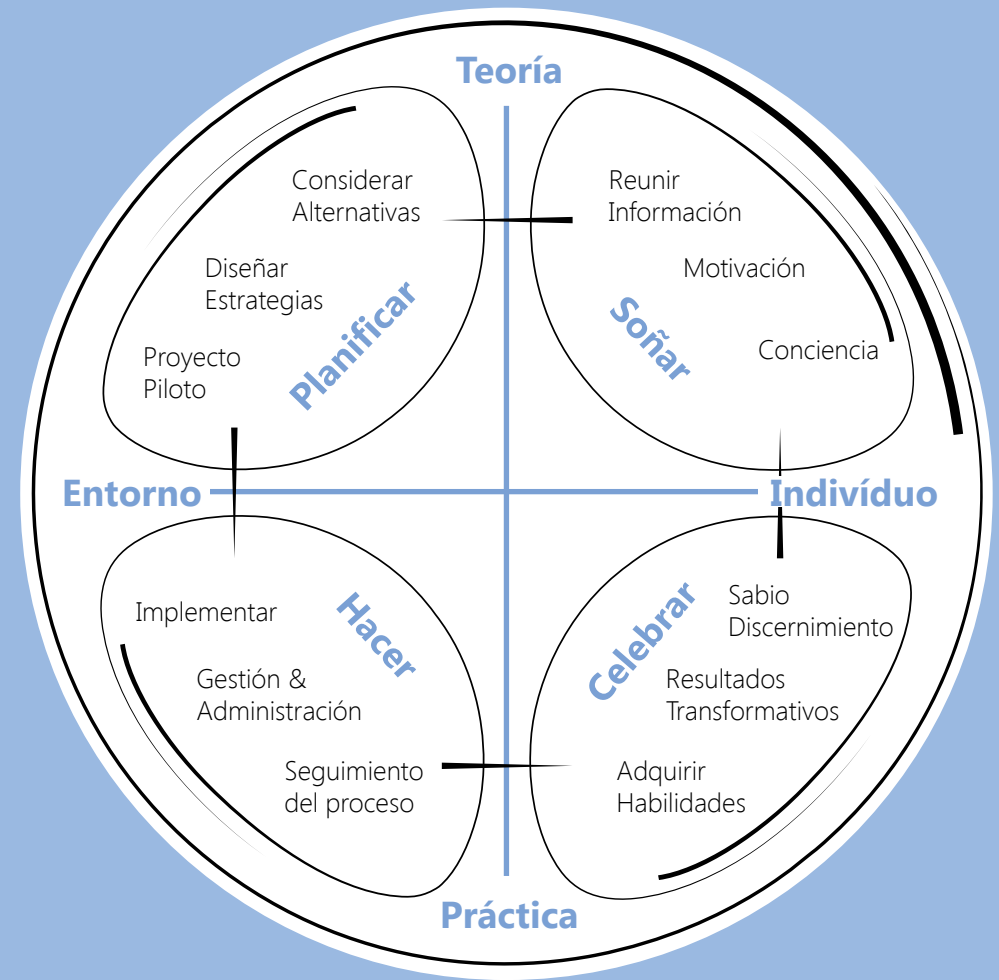 Teoría
Considerar
Alternativas
Diseñar
Estrategias
Proyecto
Piloto
Planificar
Reunir
Información
Motivación
Conciencia
Soñar
Entorno
Indivíduo
Implementar
Gestión &
Administración
Seguimiento
del proceso
Hacer
Celebrar
Sabio
Discernimiento
Resultados
Transformativos
Adquirir
Habilidades
Práctica